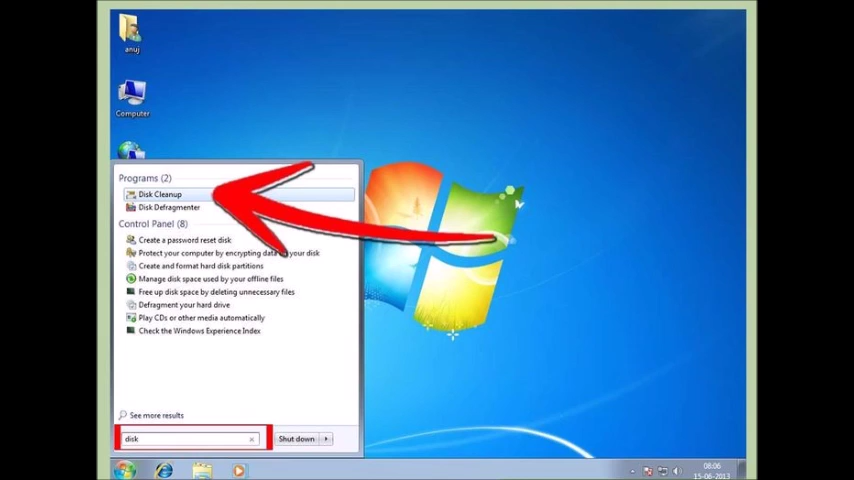 anuj
Computer
Programs (2)
Disk Cleanup
Disk Defragmenter
Control Panel (8)
Create a password reset disk
Protect your computer by encrypting data on your disk
Create and format hard disk partitions
Manage disk space used by your offline files
Free up disk space by deleting unnecessary files
Defragment your hard drive
Play CDs or other media automatically
Check the Windows Experience Index
See more results
disk
Shut down
08:06
15-06-2013